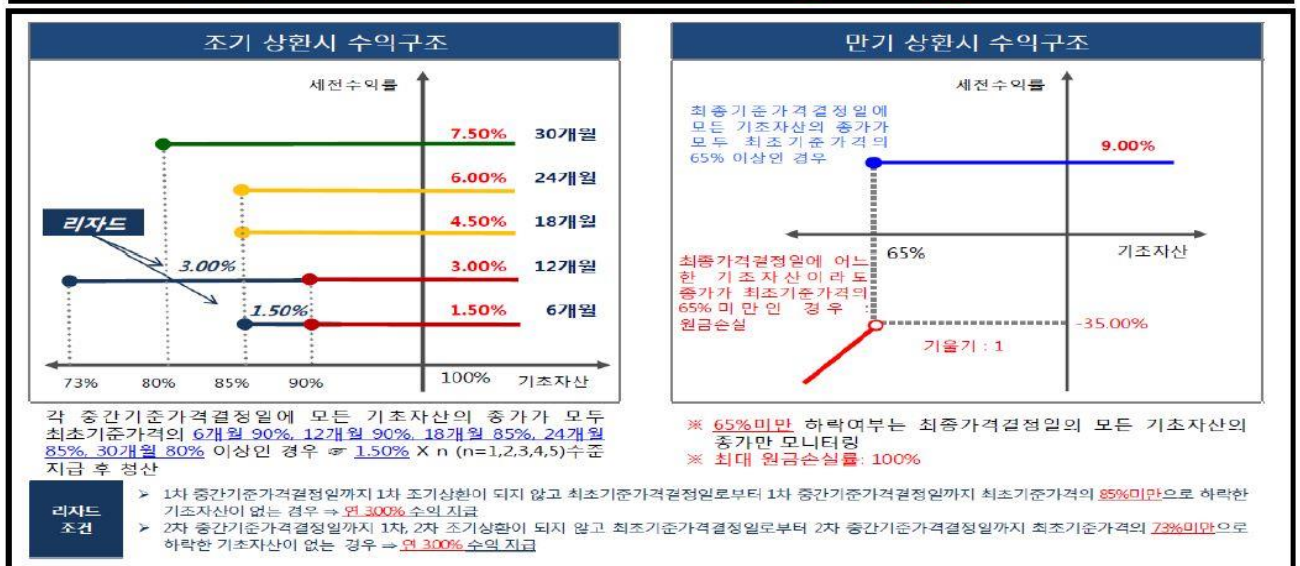 조기 상환시 수익구조
세전수익률
7.50% 30개월
6.00% 24개월
4.50% 18개월
리자드
3.00% 3.00% 12개월
1.50% 1.50% 6개월
73% 80% 85% 90% 100% 기초자산
각 중간기준가격결정일에 모든 기초자산의 종가가 모두
최초기준가격의 6개월 90%, 12개월 90%, 18개월 85%, 24개월
85%, 30개월 80% 이상인 경우 ☞ 1.50% X n (n=1,2,3,4,5)수준
지급 후 청산
만기 상환시 수익구조
세전수익률
최종기준가격결정일에
모든 기초자산의 종가가
모두 최초기준가격의
65% 이상인 경우
9.00%
65%
기초자산
최종가격결정일에 어느
한 기초자산이라도
종가가 최초기준가격의
65%미만인 경우 :
원금손실
-35.00%
기울기 : 1
※ 65%미만 하락여부는 최종가격결정일의 모든 기초자산의
종가만 모니터링
※ 최대 원금손실률: 100%
리자드
조건
➢ 1차 중간기준가격결정일까지 1차 조기상환이 되지 않고 최초기준가격결정일로부터 1차 중간기준가격결정일까지 최초기준가격의 85%미만으로 하락한
기초자산이 없는 경우 ⇒ 연 3.00% 수익 지급
➢ 2차 중간기준가격결정일까지 1차, 2차 조기상환이 되지 않고 최초기준가격결정일로부터 2차 중간기준가격결정일까지 최초기준가격의 73%미만으로
하락한 기초자산이 없는 경우 ⇒ 연 3.00% 수익 지급